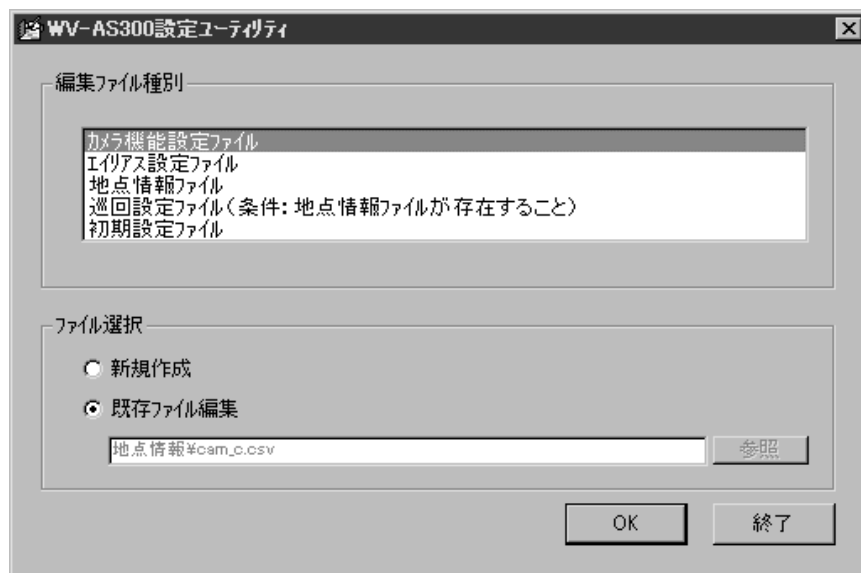 WV-AS300設定ユーティリティ
編集ファイル種別
カメラ機能設定ファイル
エイリアス設定ファイル
地点情報ファイル
巡回設定ファイル(条件:地点情報ファイルが存在すること)
初期設定ファイル
ファイル選択
新規作成
既存ファイル編集
地点情報¥cam_c.csv
参照
OK
終了